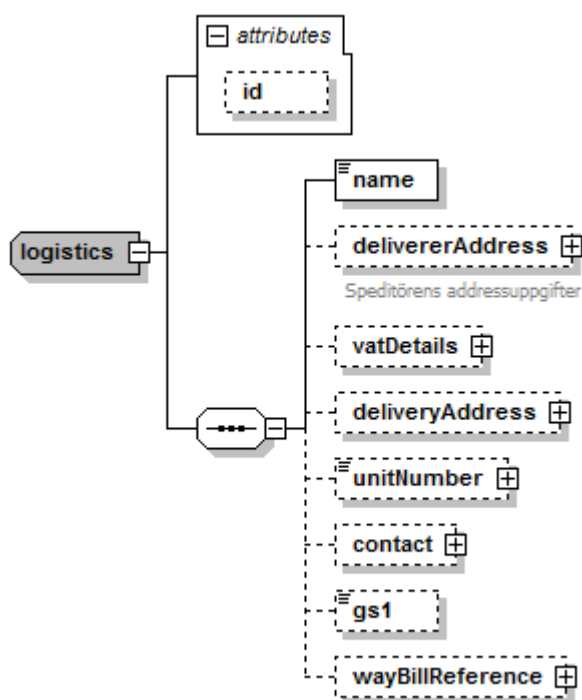 attributes
id
name
logistics
delivererAddress
Speditörens addressuppgifter
vatDetails
deliveryAddress
unitNumber
contact
gs1
wayBillReference